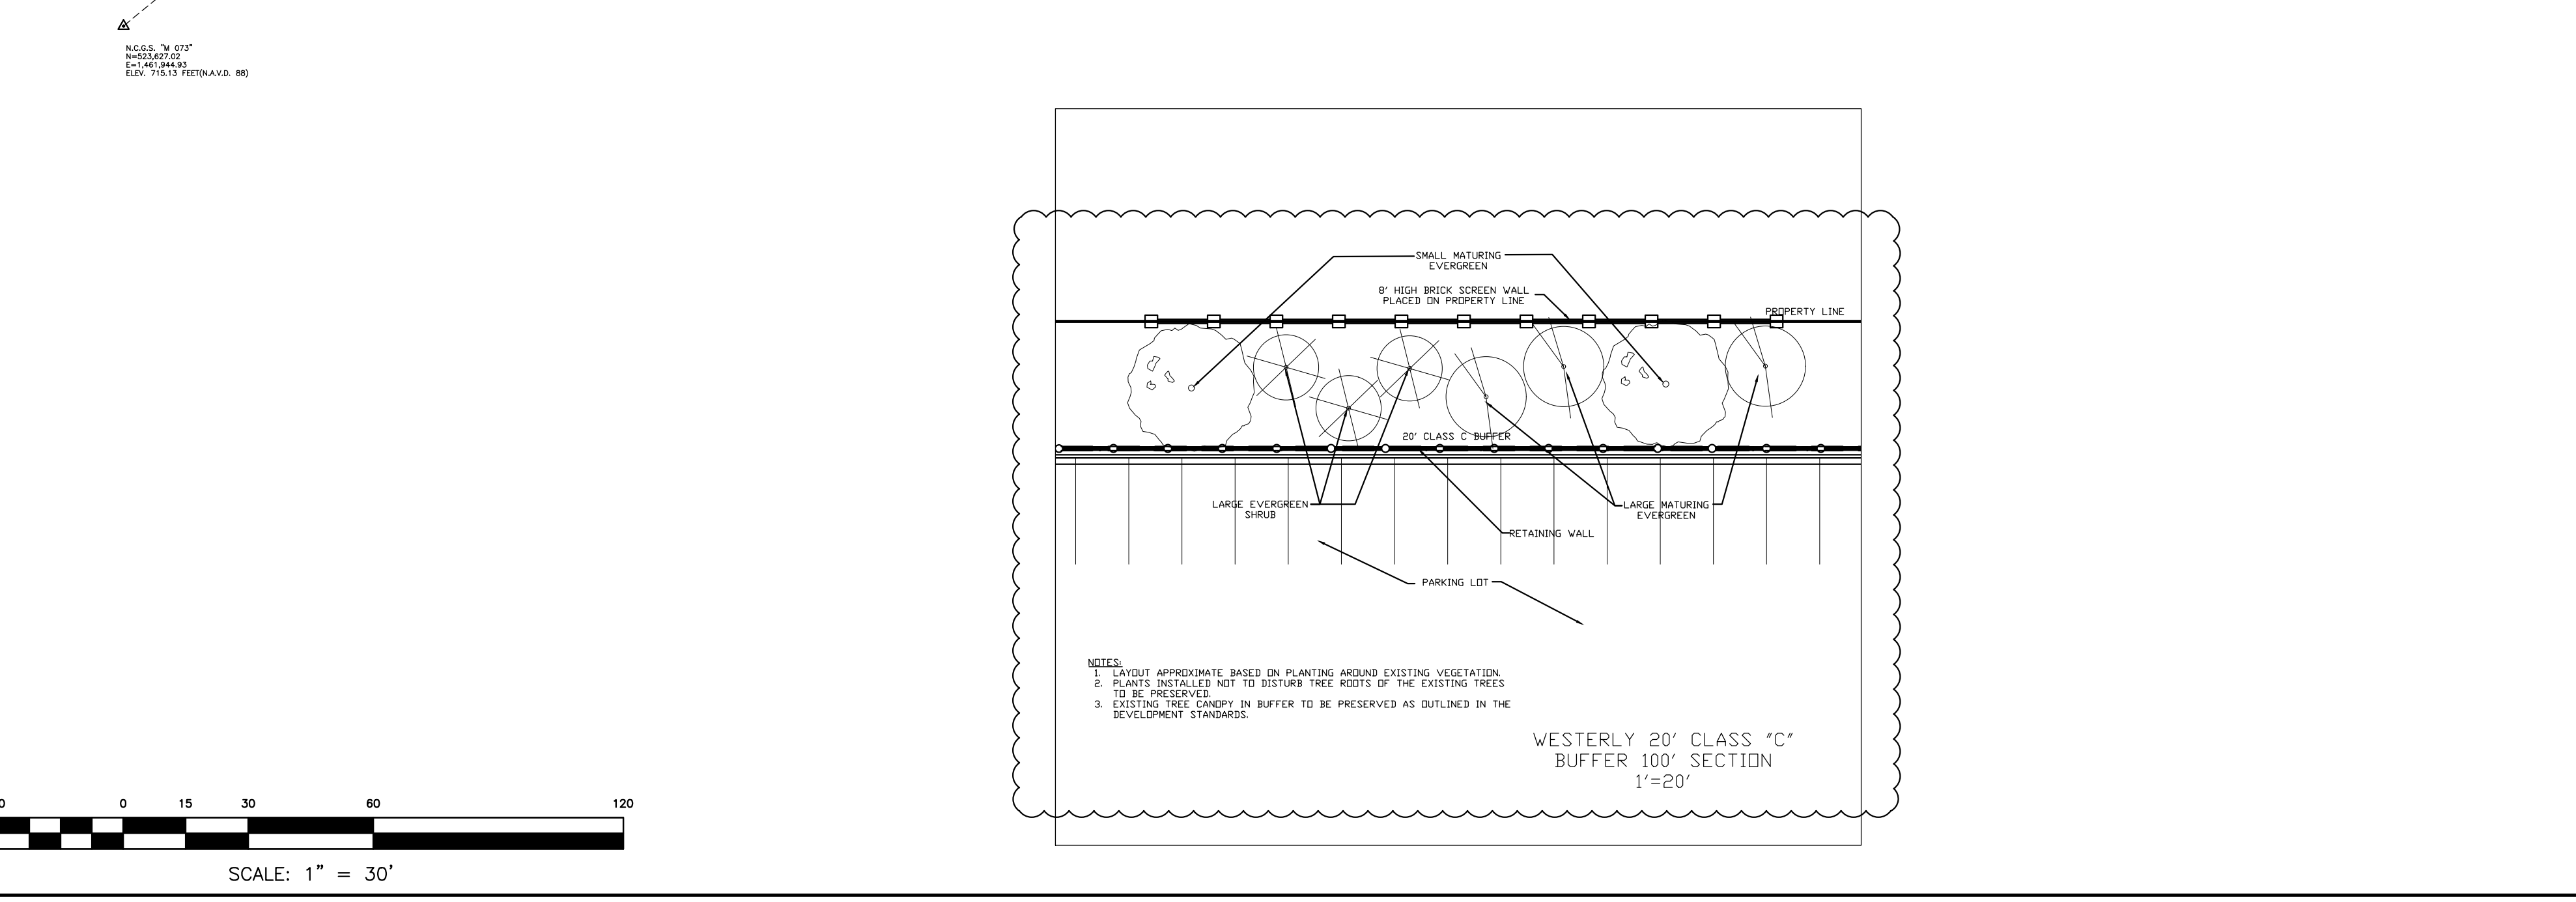 N.C.G.S. "M 073"
N=523,627.02
E=1,461,944.93
ELEV. 715.13 FEET(N.A.V.D. 88)
SMALL MATURING
EVERGREEN
8' HIGH BRICK SCREEN WALL
PLACED ON PROPERTY LINE
PROPERTY LINE
20' CLASS C BUFFER
LARGE EVERGREEN
SHRUB
LARGE MATURING
EVERGREEN
RETAINING WALL
PARKING LOT
NOTES:
1. LAYOUT APPROXIMATE BASED ON PLANTING AROUND EXISTING VEGETATION.
2. PLANTS INSTALLED NOT TO DISTURB TREE ROOTS OF THE EXISTING TREES
TO BE PRESERVED.
3. EXISTING TREE CANOPY IN BUFFER TO BE PRESERVED AS OUTLINED IN THE
DEVELOPMENT STANDARDS.
WESTERLY 20' CLASS "C"
BUFFER 100' SECTION
1'=20'
0 0 15 30 60 120
SCALE: 1" = 30'